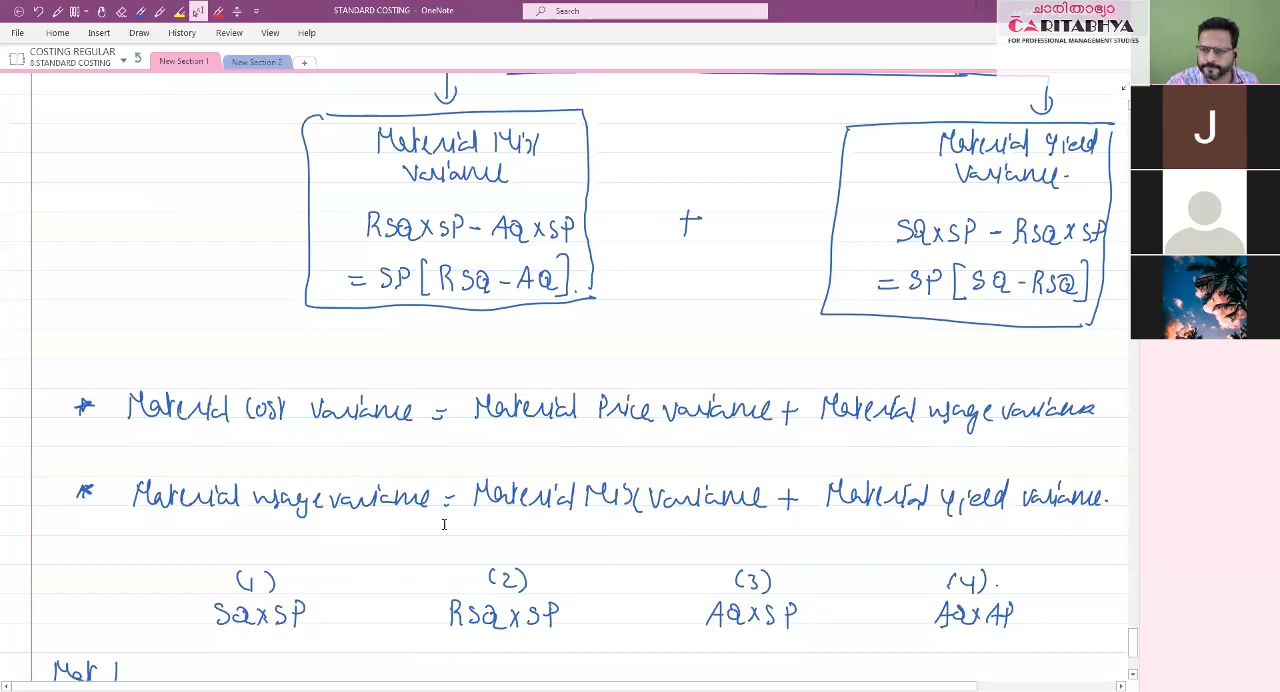 STANDARD COSTING - OneNote
Search
ചാരിതാഭ്യാ
CARITABHYA
FOR PROFESSIONAL MANAGEMENT STUDIES
File Home Insert Draw History Review View Help
COSTING REGULAR
8.STANDARD COSTING
5
New Section 1 New Section 2 +
Material Mix
variance
RSQ×SP - AQ×SP
= SP [RSQ - AQ].
+
Material yield
variance.
SQ×SP - RSQ×SP
= SP [SQ - RSQ]
* Material Cost variance = Material Price variance + Material usage variance
* Material usage variance = Material Mix variance + Material yield variance.
(1) (2) (3) (4).
SQ×SP RSQ×SP AQ×SP AQ×AP
Mat 1
J